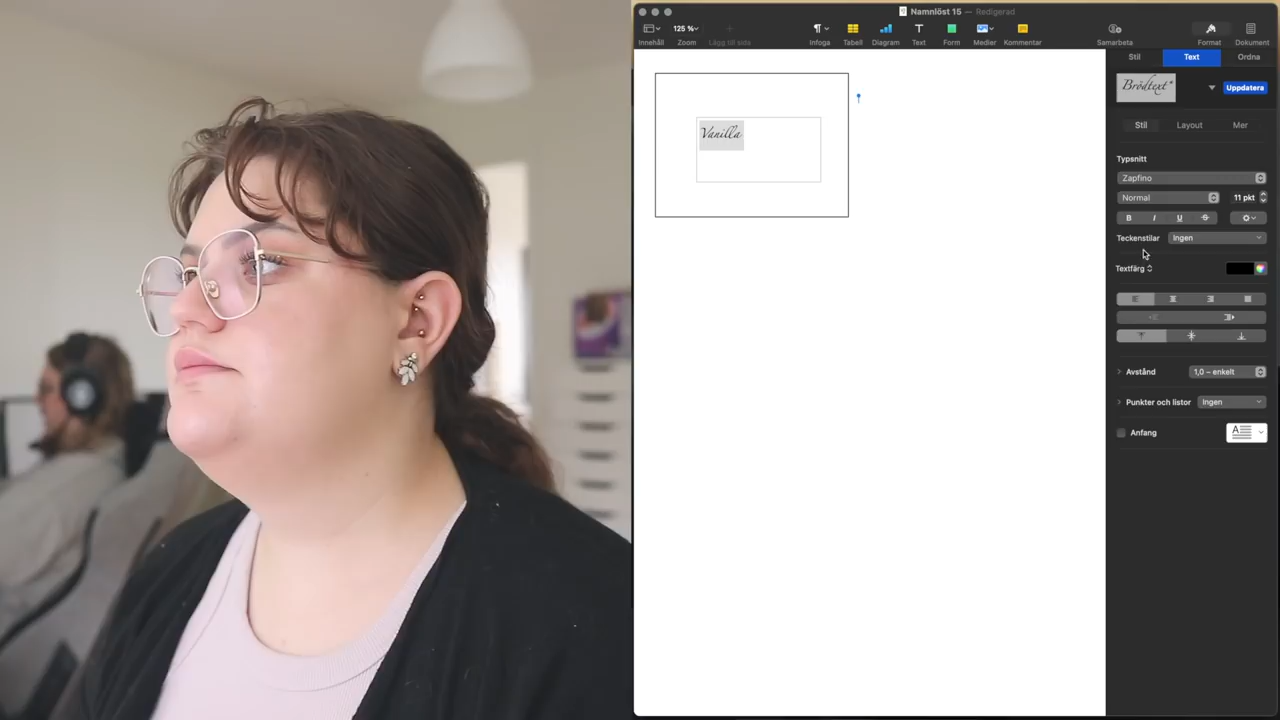 Namnlöst 15 — Redigerad
125 %
Innehåll Zoom Lägg till sida Infoga Tabell Diagram Text Form Medier Kommentar Samarbeta Format Dokument
Stil Text Ordna
Brödtext* Uppdatera
Stil Layout Mer
Vanilla
Typsnitt
Zapfino
Normal 11 pkt
B I U S
Teckenstilar Ingen
Textfärg
Avstånd 1,0 – enkelt
Punkter och listor Ingen
Anfang A